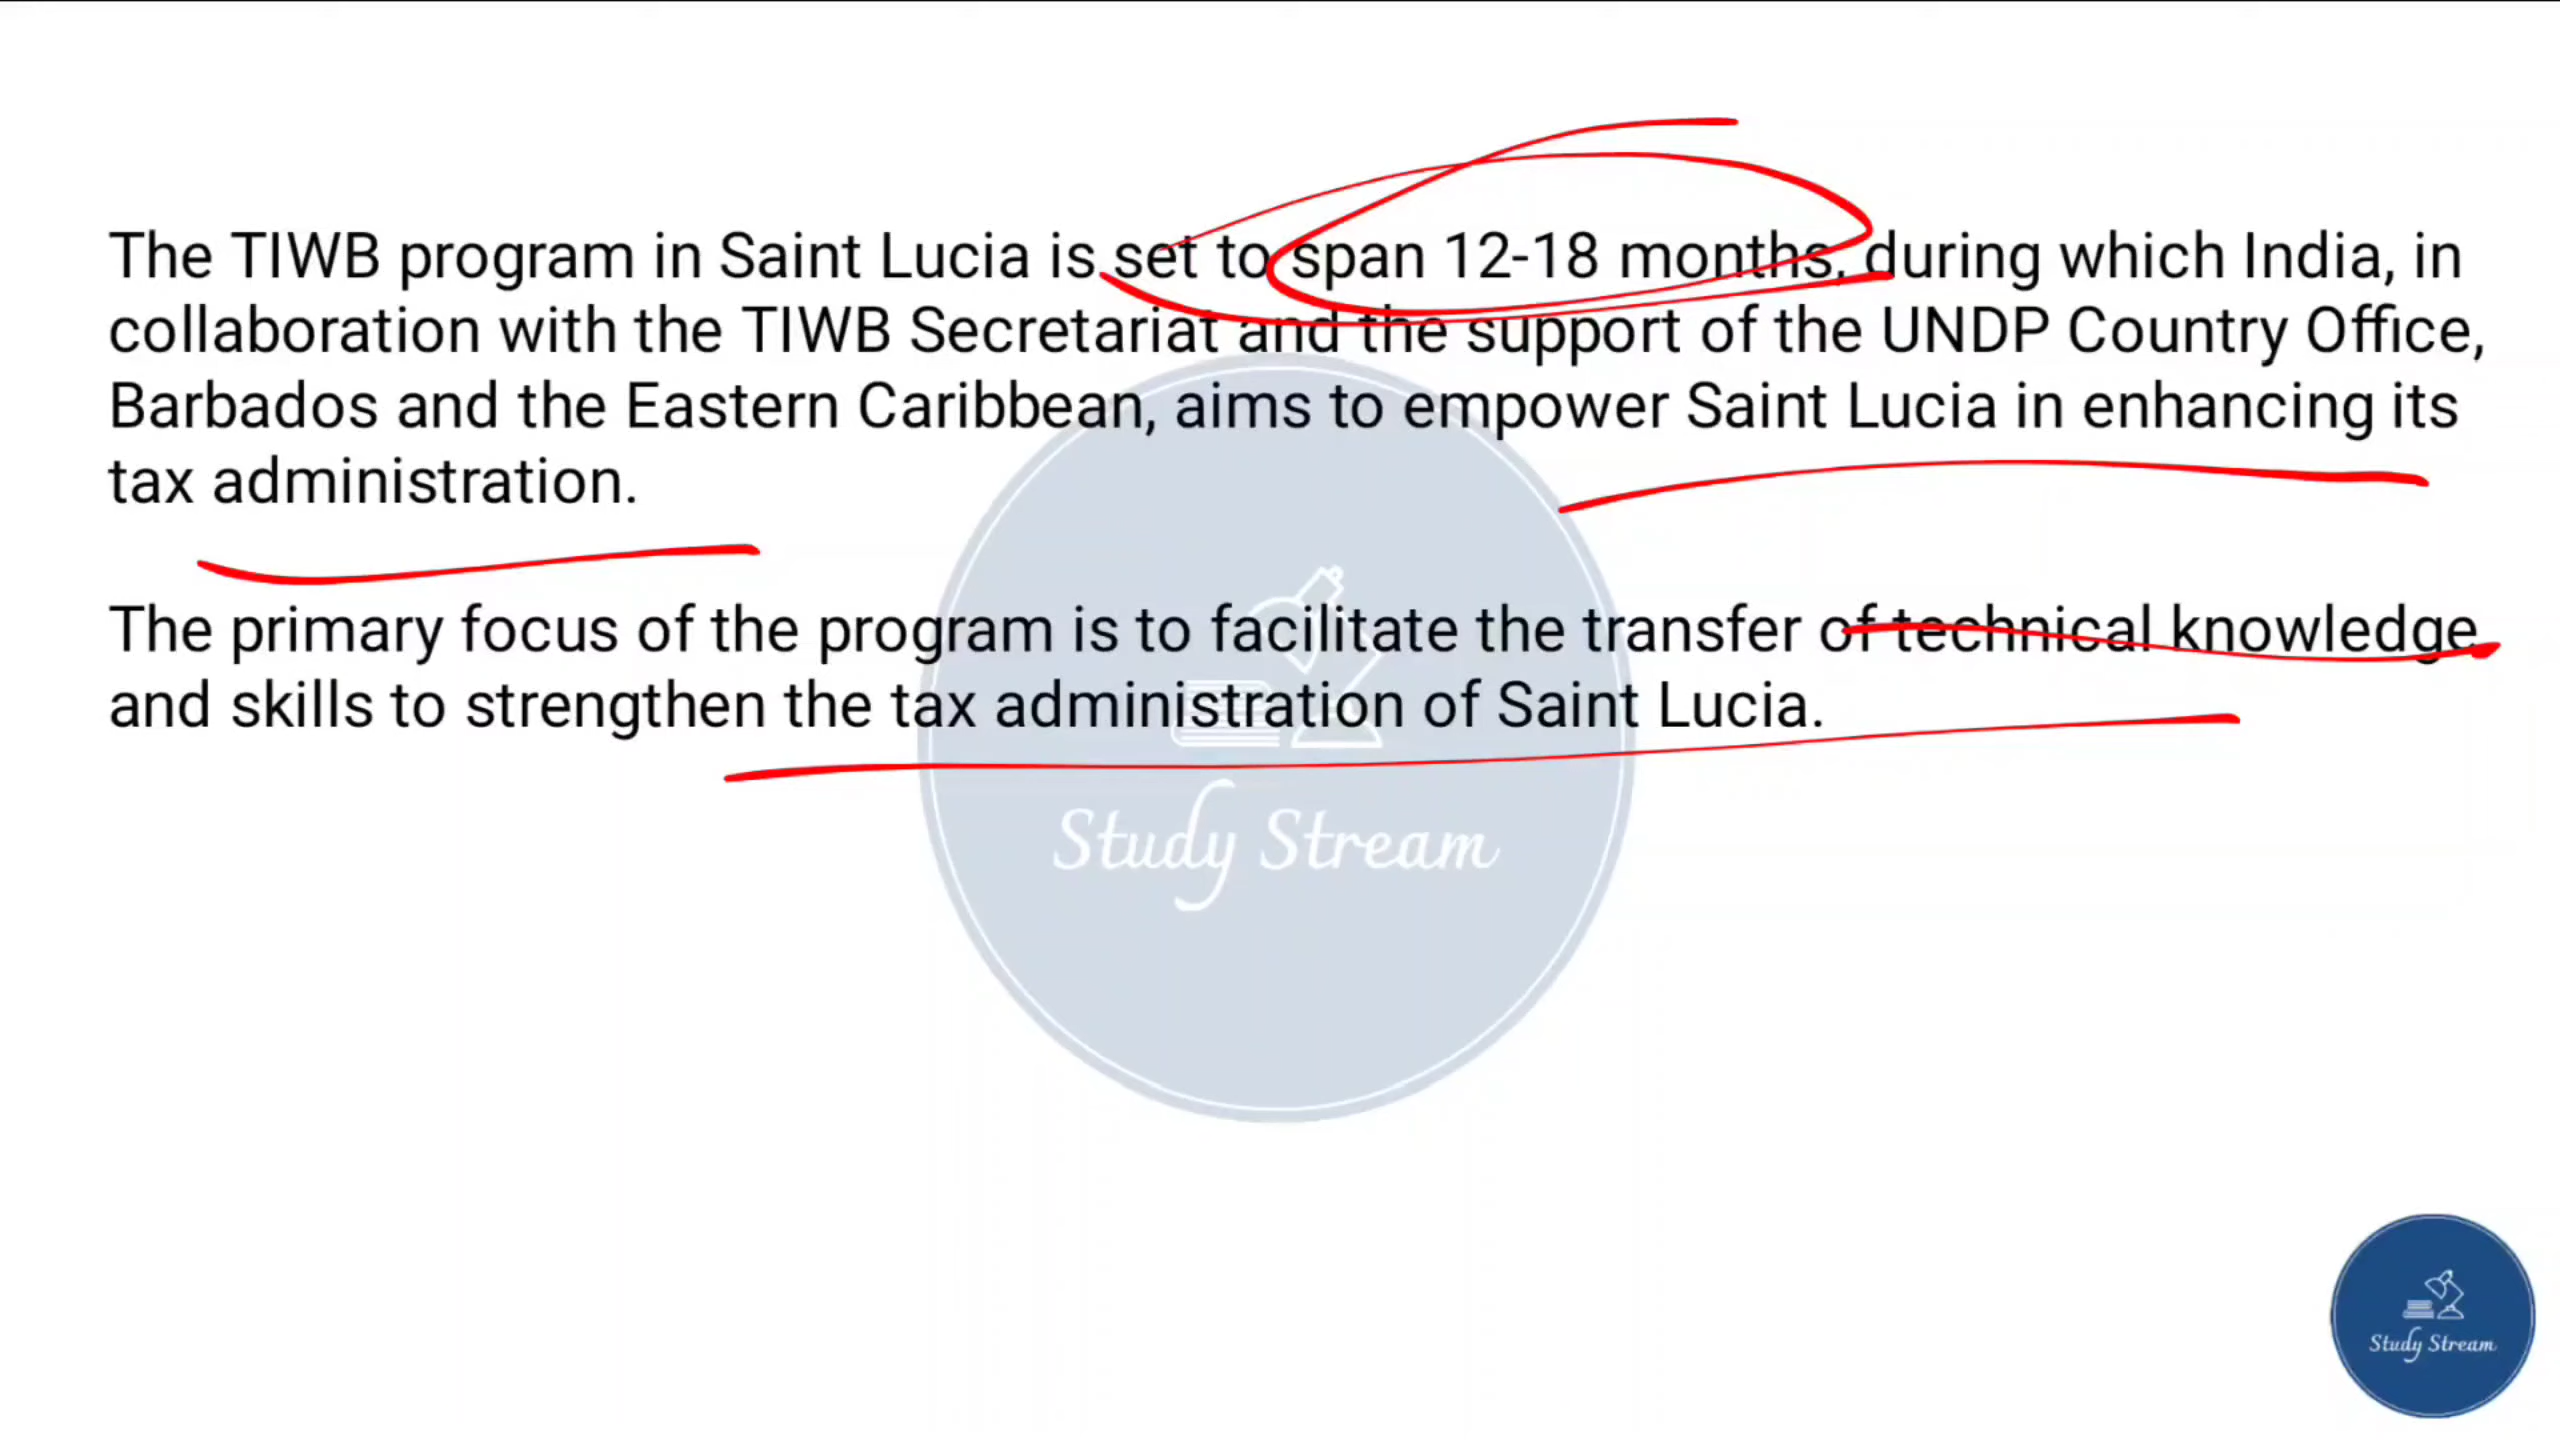 The TIWB program in Saint Lucia is set to span 12-18 months, during which India, in
collaboration with the TIWB Secretariat and the support of the UNDP Country Office,
Barbados and the Eastern Caribbean, aims to empower Saint Lucia in enhancing its
tax administration.
The primary focus of the program is to facilitate the transfer of technical knowledge
and skills to strengthen the tax administration of Saint Lucia.
Study Stream
Study Stream